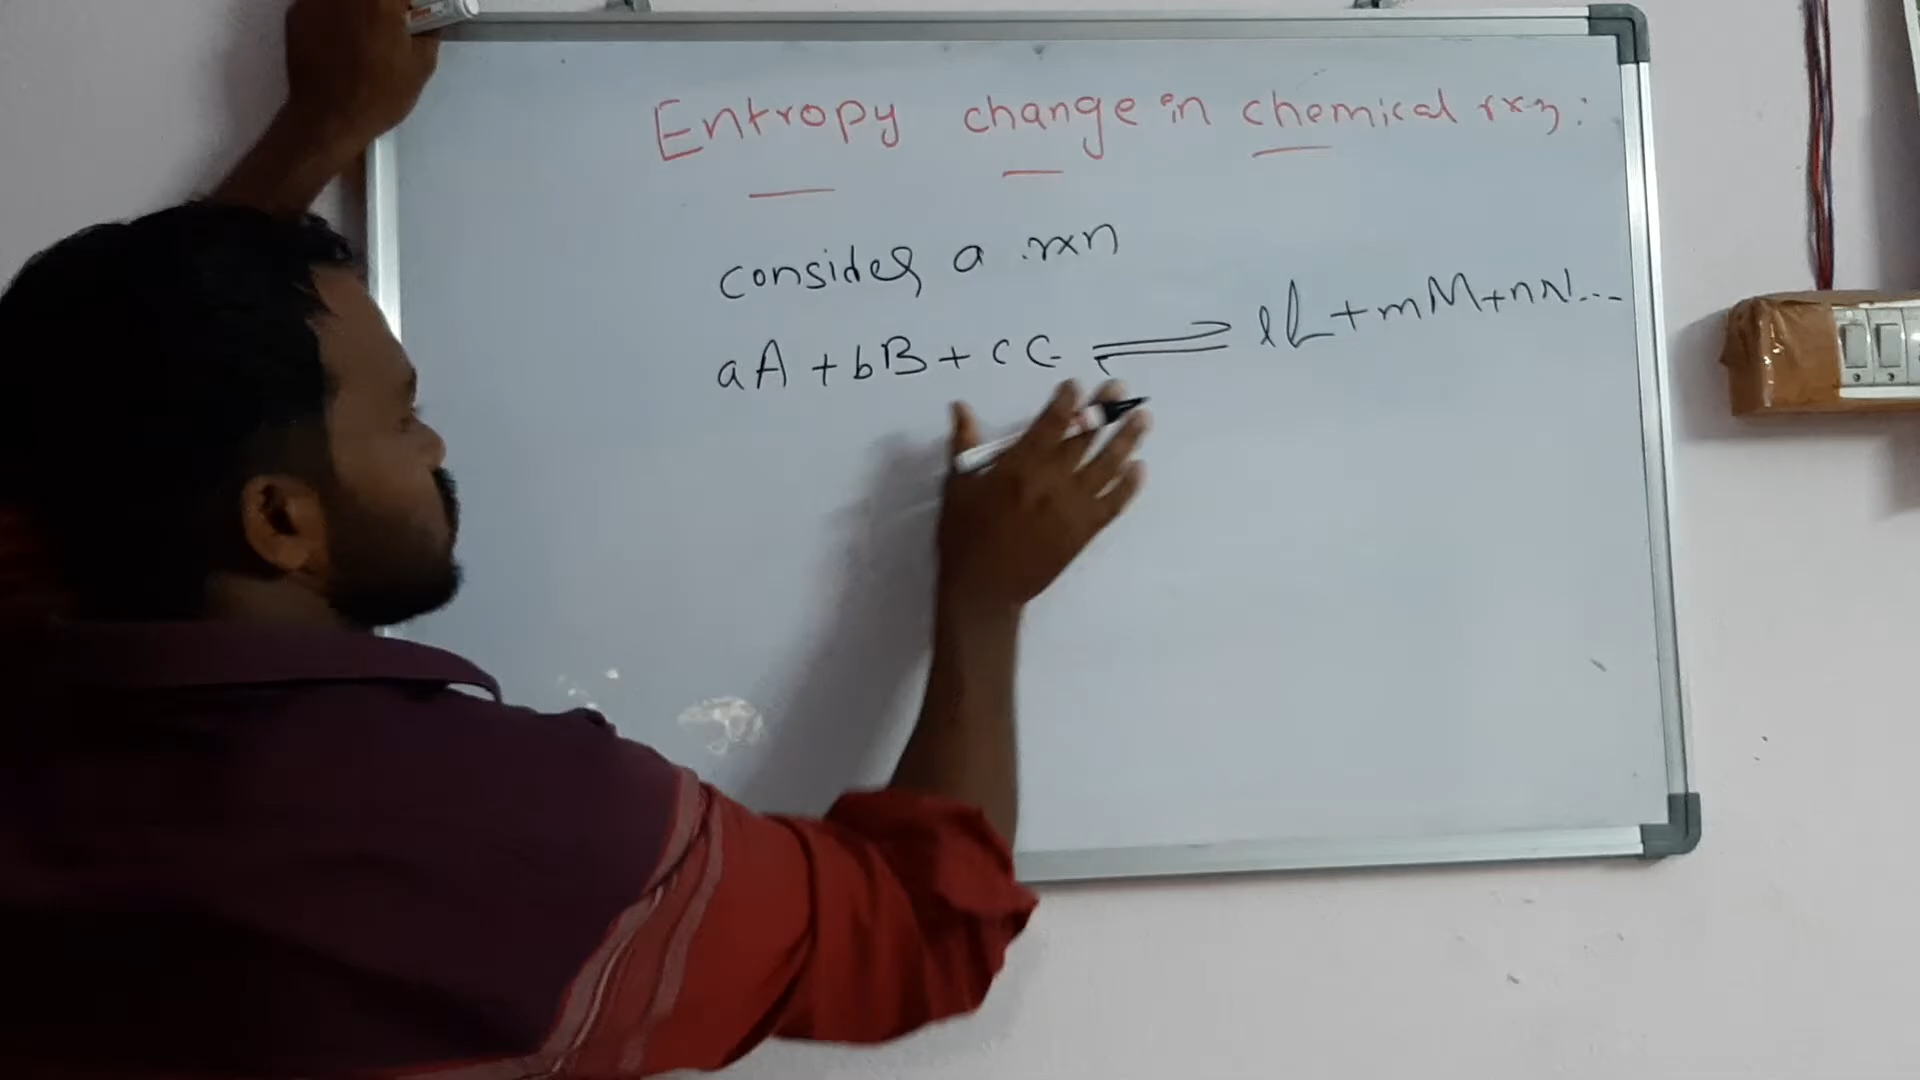 Entropy change in chemical rxn:
consider a rxn
aA + bB + cC ⇌ lL + mM + nN...